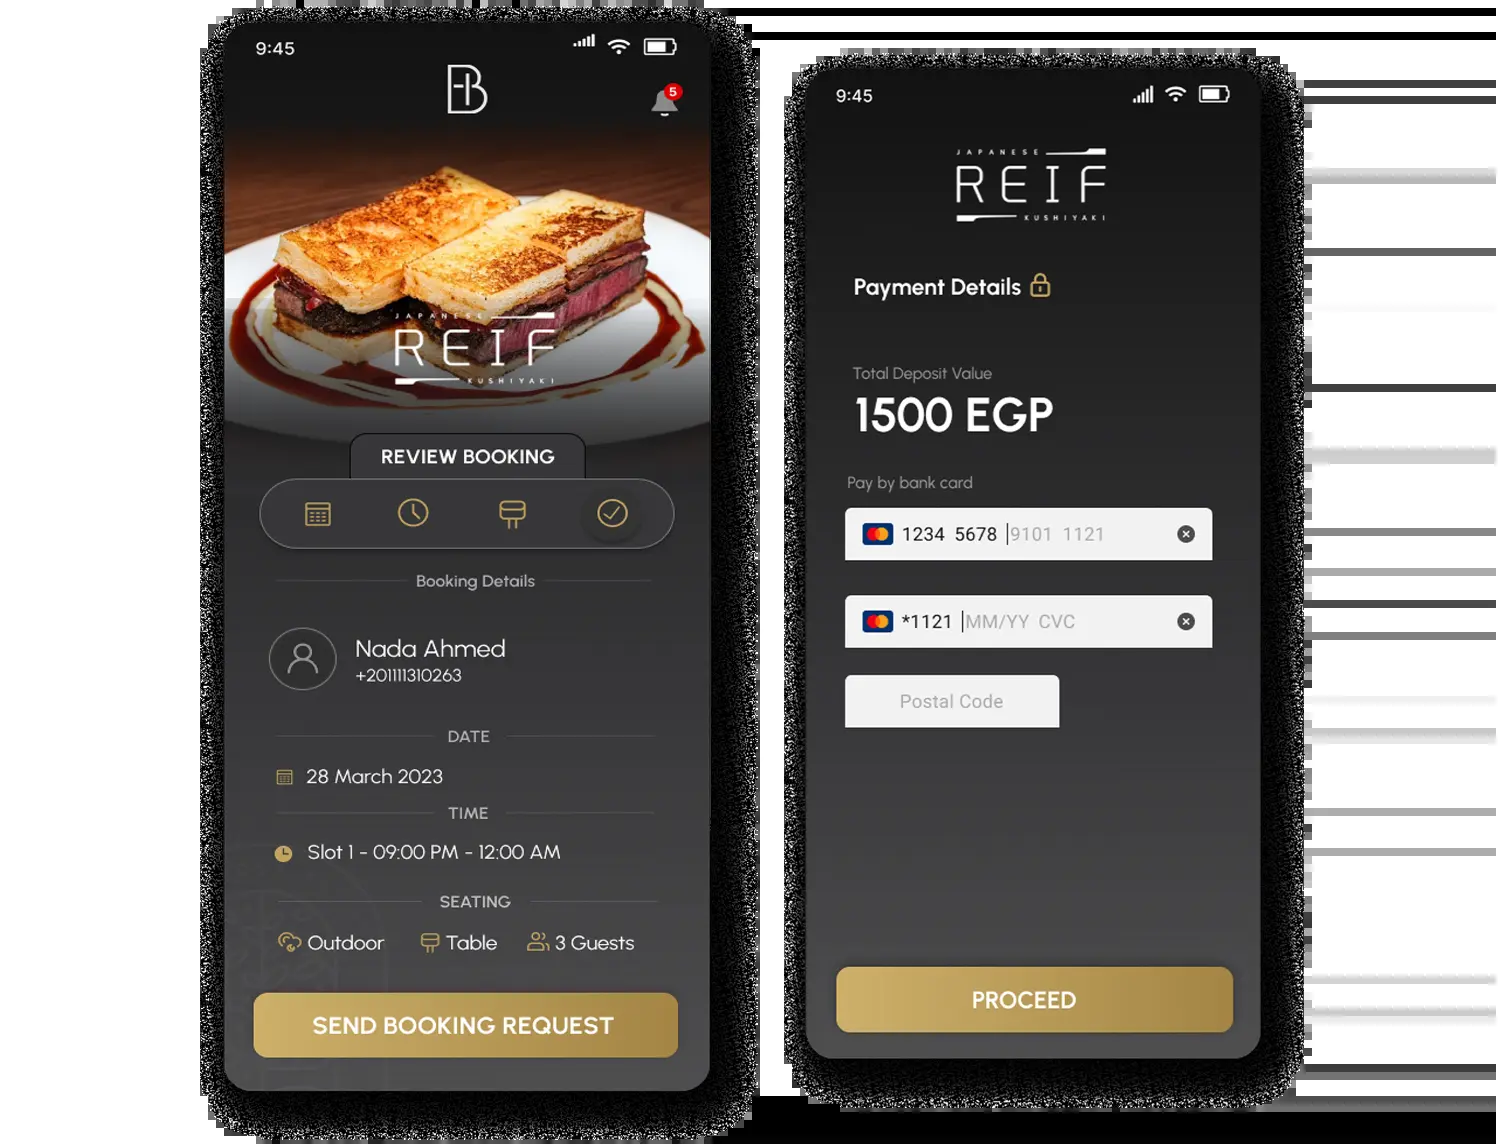 9:45
5
JAPANESE
REIF
KUSHIYAKI
REVIEW BOOKING
Booking Details
Nada Ahmed
+201111310263
DATE
28 March 2023
TIME
Slot 1 - 09:00 PM - 12:00 AM
SEATING
Outdoor Table 3 Guests
SEND BOOKING REQUEST
9:45
JAPANESE
REIF
KUSHIYAKI
Payment Details
Total Deposit Value
1500 EGP
Pay by bank card
1234 5678 9101 1121
*1121 MM/YY CVC
Postal Code
PROCEED